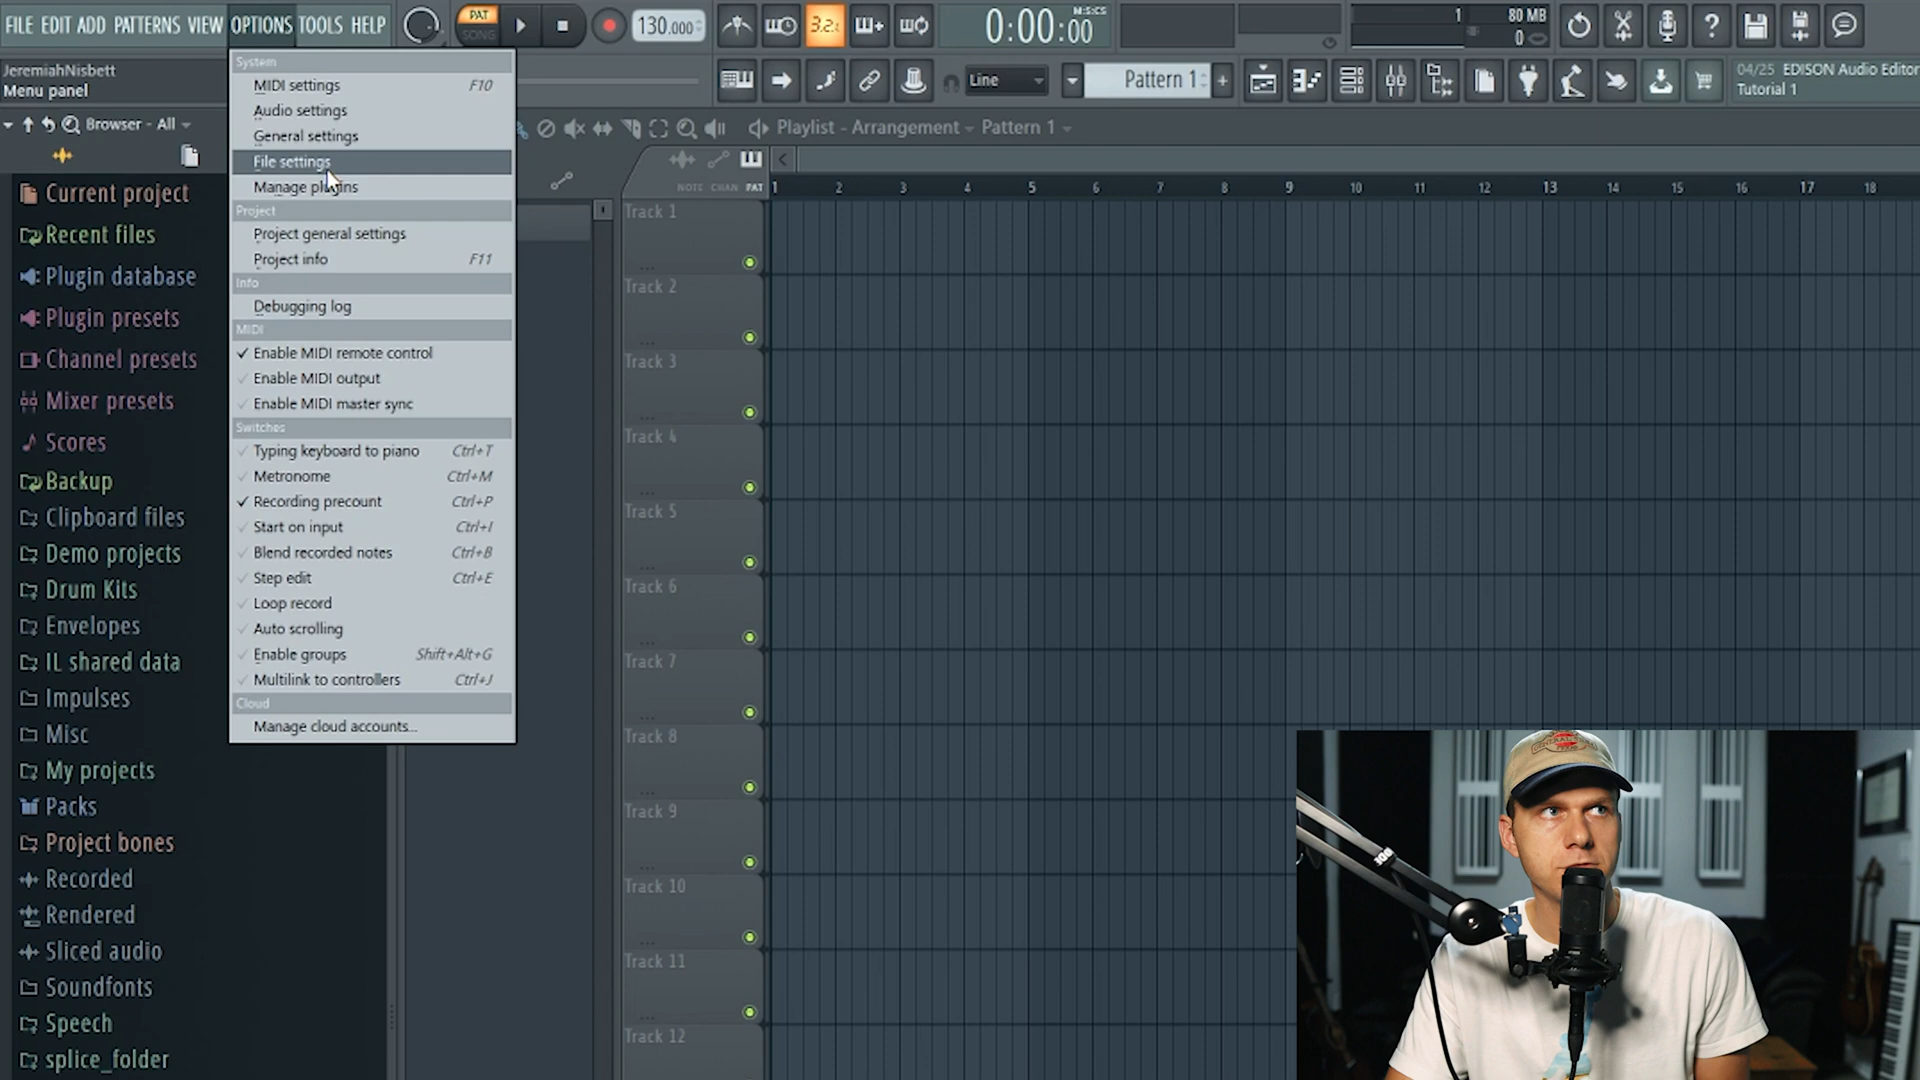 FILE EDIT ADD PATTERNS VIEW OPTIONS TOOLS HELP
PAT
SONG
130.000
3.2.
0:00:00
M:S:CS
1
80 MB
0
JeremiahNisbett
Menu panel
Line
Pattern 1
+
04/25 EDISON Audio Editor
Tutorial 1
Browser - All
Playlist - Arrangement
Pattern 1
NOTE CHAN PAT
1 2 3 4 5 6 7 8 9 10 11 12 13 14 15 16 17 18
Current project
Recent files
Plugin database
Plugin presets
Channel presets
Mixer presets
Scores
Backup
Clipboard files
Demo projects
Drum Kits
Envelopes
IL shared data
Impulses
Misc
My projects
Packs
Project bones
Recorded
Rendered
Sliced audio
Soundfonts
Speech
splice_folder
System
MIDI settings F10
Audio settings
General settings
File settings
Manage plugins
Project
Project general settings
Project info F11
Info
Debugging log
MIDI
Enable MIDI remote control
Enable MIDI output
Enable MIDI master sync
Switches
Typing keyboard to piano Ctrl+T
Metronome Ctrl+M
Recording precount Ctrl+P
Start on input Ctrl+I
Blend recorded notes Ctrl+B
Step edit Ctrl+E
Loop record
Auto scrolling
Enable groups Shift+Alt+G
Multilink to controllers Ctrl+J
Cloud
Manage cloud accounts...
Track 1
Track 2
Track 3
Track 4
Track 5
Track 6
Track 7
Track 8
Track 9
Track 10
Track 11
Track 12